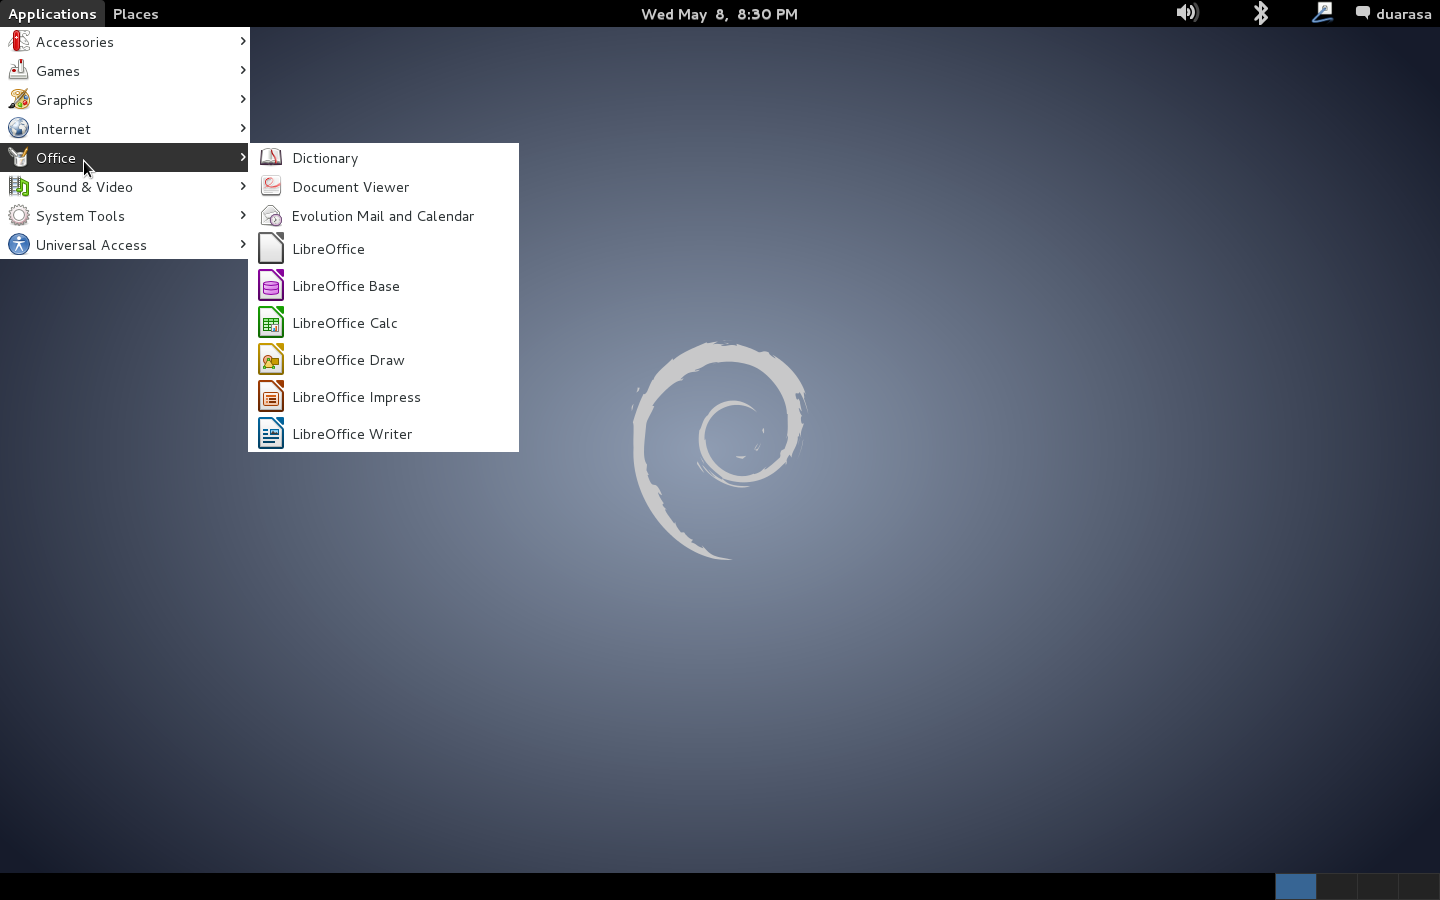 Applications Places Wed May 8, 8:30 PM duarasa
Accessories
Games
Graphics
Internet
Office
Sound & Video
System Tools
Universal Access
Dictionary
Document Viewer
Evolution Mail and Calendar
LibreOffice
LibreOffice Base
LibreOffice Calc
LibreOffice Draw
LibreOffice Impress
LibreOffice Writer